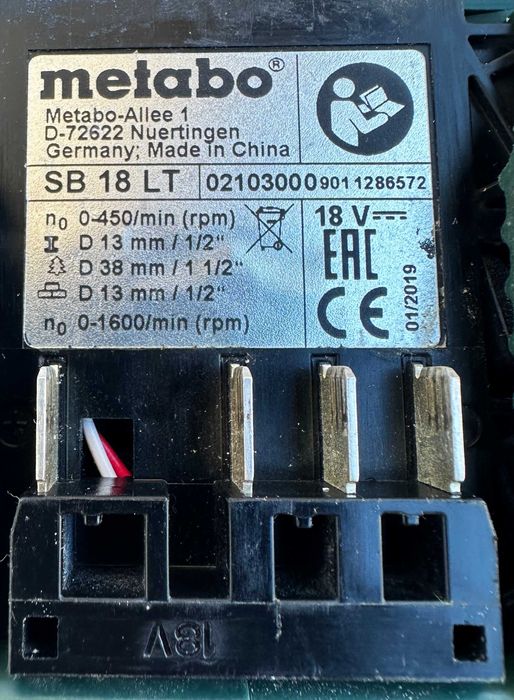 metabo®
Metabo-Allee 1
D-72622 Nuertingen
Germany; Made in China
SB 18 LT 02103000 9011286572
n0 0-450/min (rpm)
D 13 mm / 1/2"
D 38 mm / 1 1/2"
D 13 mm / 1/2"
n0 0-1600/min (rpm)
18 V
EAC
CE
01/2019
18V